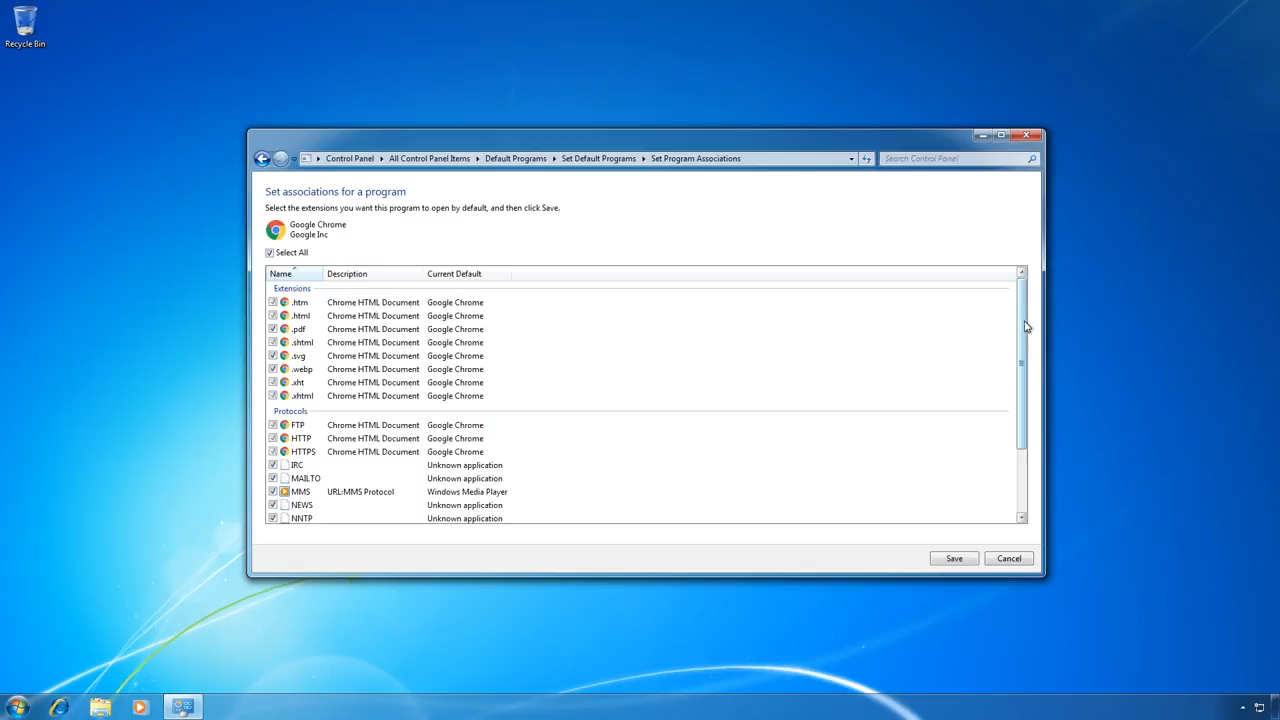 Recycle Bin
Control Panel All Control Panel Items Default Programs Set Default Programs Set Program Associations Search Control Panel
Set associations for a program
Select the extensions you want this program to open by default, and then click Save.
Google Chrome
Google Inc
Select All
Name Description Current Default
Extensions
.htm Chrome HTML Document Google Chrome
.html Chrome HTML Document Google Chrome
.pdf Chrome HTML Document Google Chrome
.shtml Chrome HTML Document Google Chrome
.svg Chrome HTML Document Google Chrome
.webp Chrome HTML Document Google Chrome
.xht Chrome HTML Document Google Chrome
.xhtml Chrome HTML Document Google Chrome
Protocols
FTP Chrome HTML Document Google Chrome
HTTP Chrome HTML Document Google Chrome
HTTPS Chrome HTML Document Google Chrome
IRC Unknown application
MAILTO Unknown application
MMS URL:MMS Protocol Windows Media Player
NEWS Unknown application
NNTP Unknown application
Save Cancel